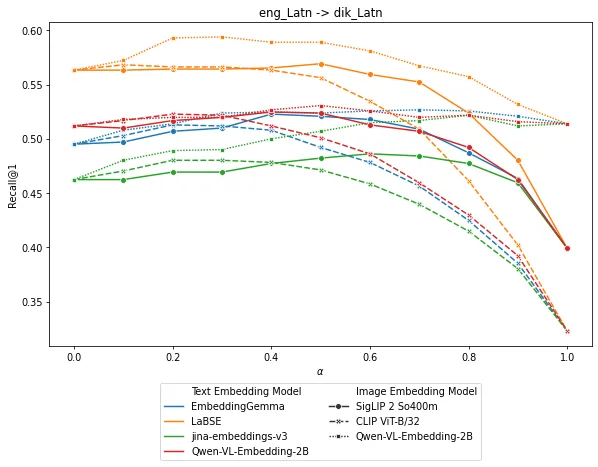 eng_Latn -> dik_Latn
Recall@1
0.60
0.55
0.50
0.45
0.40
0.35
0.0 0.2 0.4 0.6 0.8 1.0
α
Text Embedding Model Image Embedding Model
EmbeddingGemma SigLIP 2 So400m
LaBSE CLIP ViT-B/32
jina-embeddings-v3 Qwen-VL-Embedding-2B
Qwen-VL-Embedding-2B